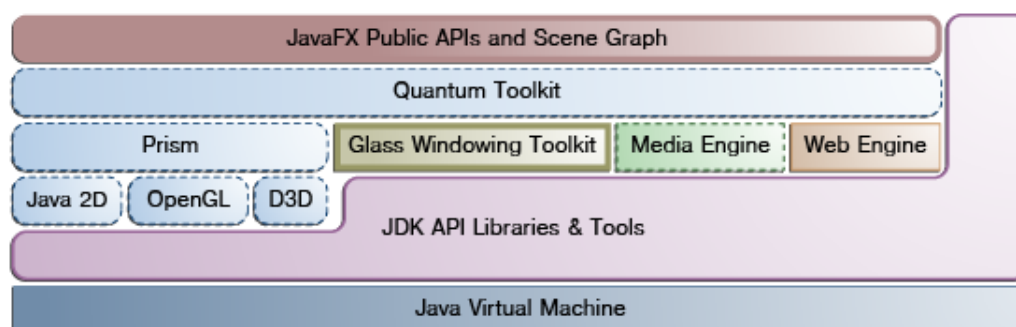 JavaFX Public APIs and Scene Graph
Quantum Toolkit
Prism
Glass Windowing Toolkit
Media Engine
Web Engine
Java 2D
OpenGL
D3D
JDK API Libraries & Tools
Java Virtual Machine